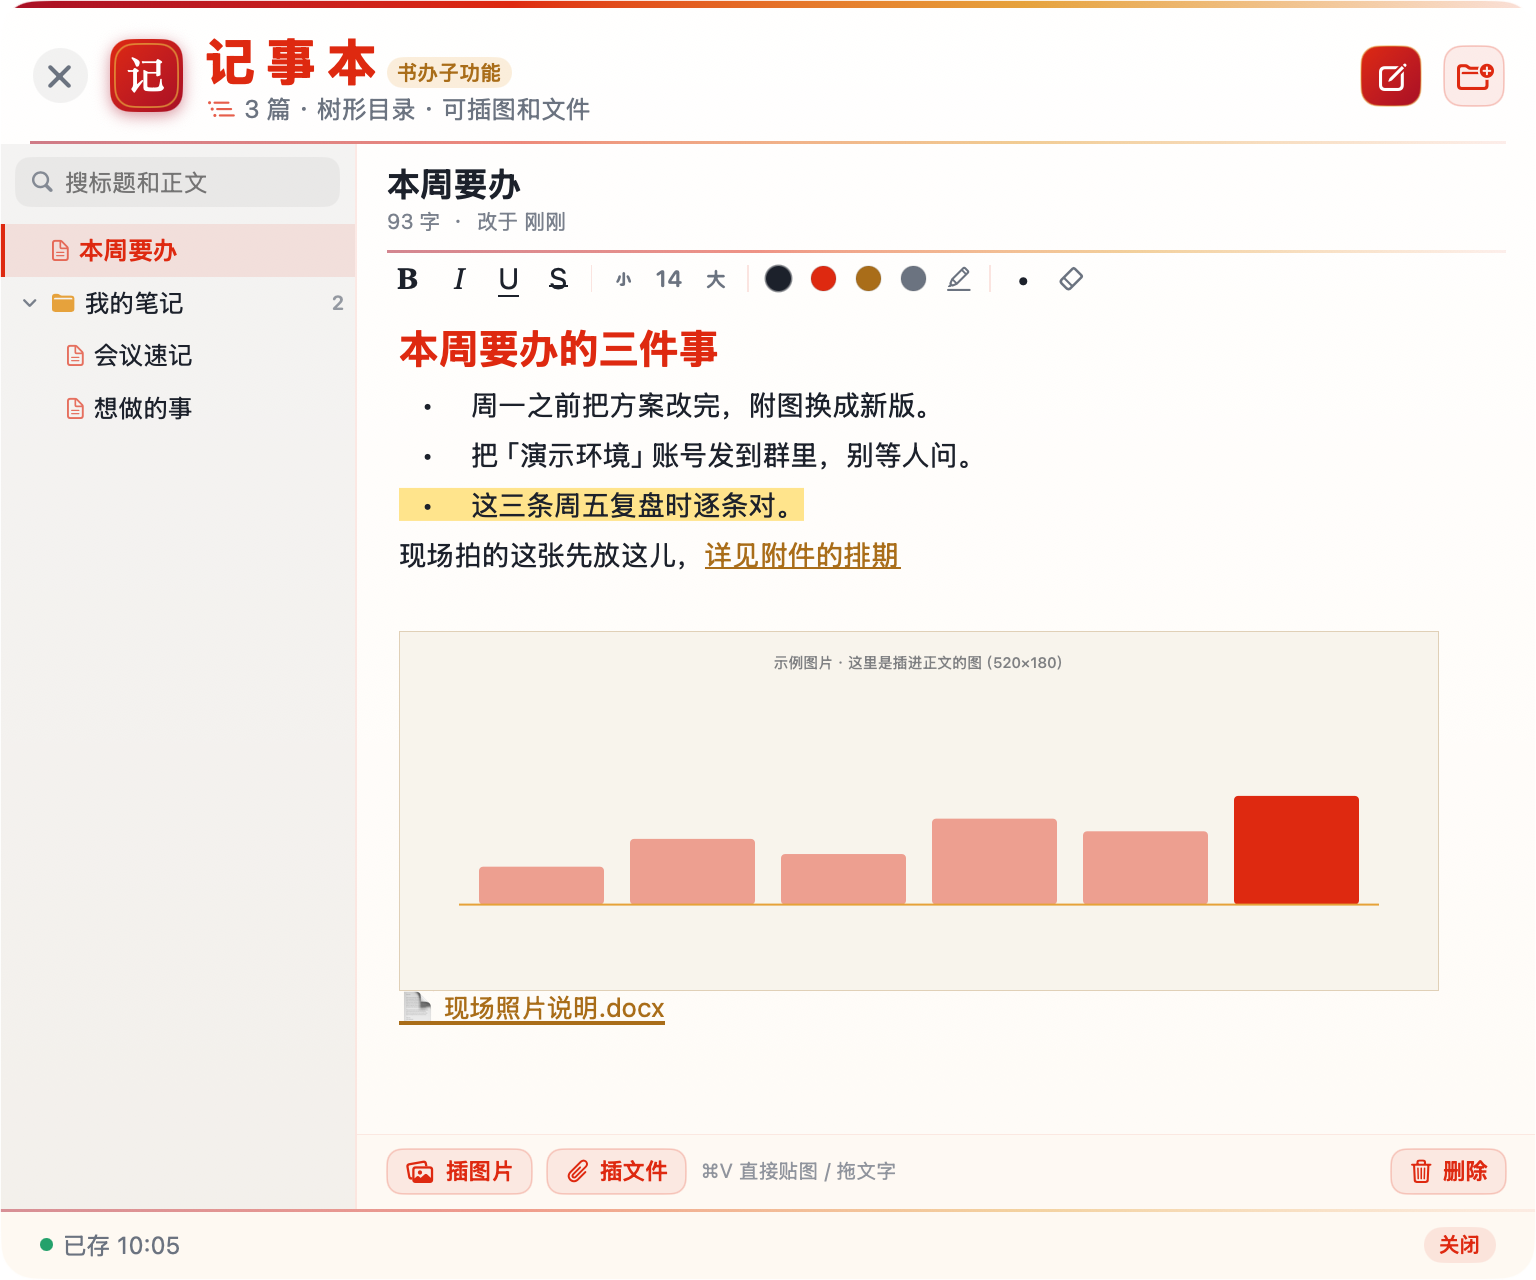 记
记事本 书办子功能
3 篇 · 树形目录 · 可插图和文件
搜标题和正文
本周要办
我的笔记 2
会议速记
想做的事
本周要办
93 字 · 改于 刚刚
B I U S 小 14 大
本周要办的三件事
• 周一之前把方案改完，附图换成新版。
• 把「演示环境」账号发到群里，别等人问。
• 这三条周五复盘时逐条对。
现场拍的这张先放这儿，详见附件的排期
示例图片 · 这里是插进正文的图 (520×180)
现场照片说明.docx
插图片 插文件 ⌘V 直接贴图 / 拖文字 删除
已存 10:05 关闭